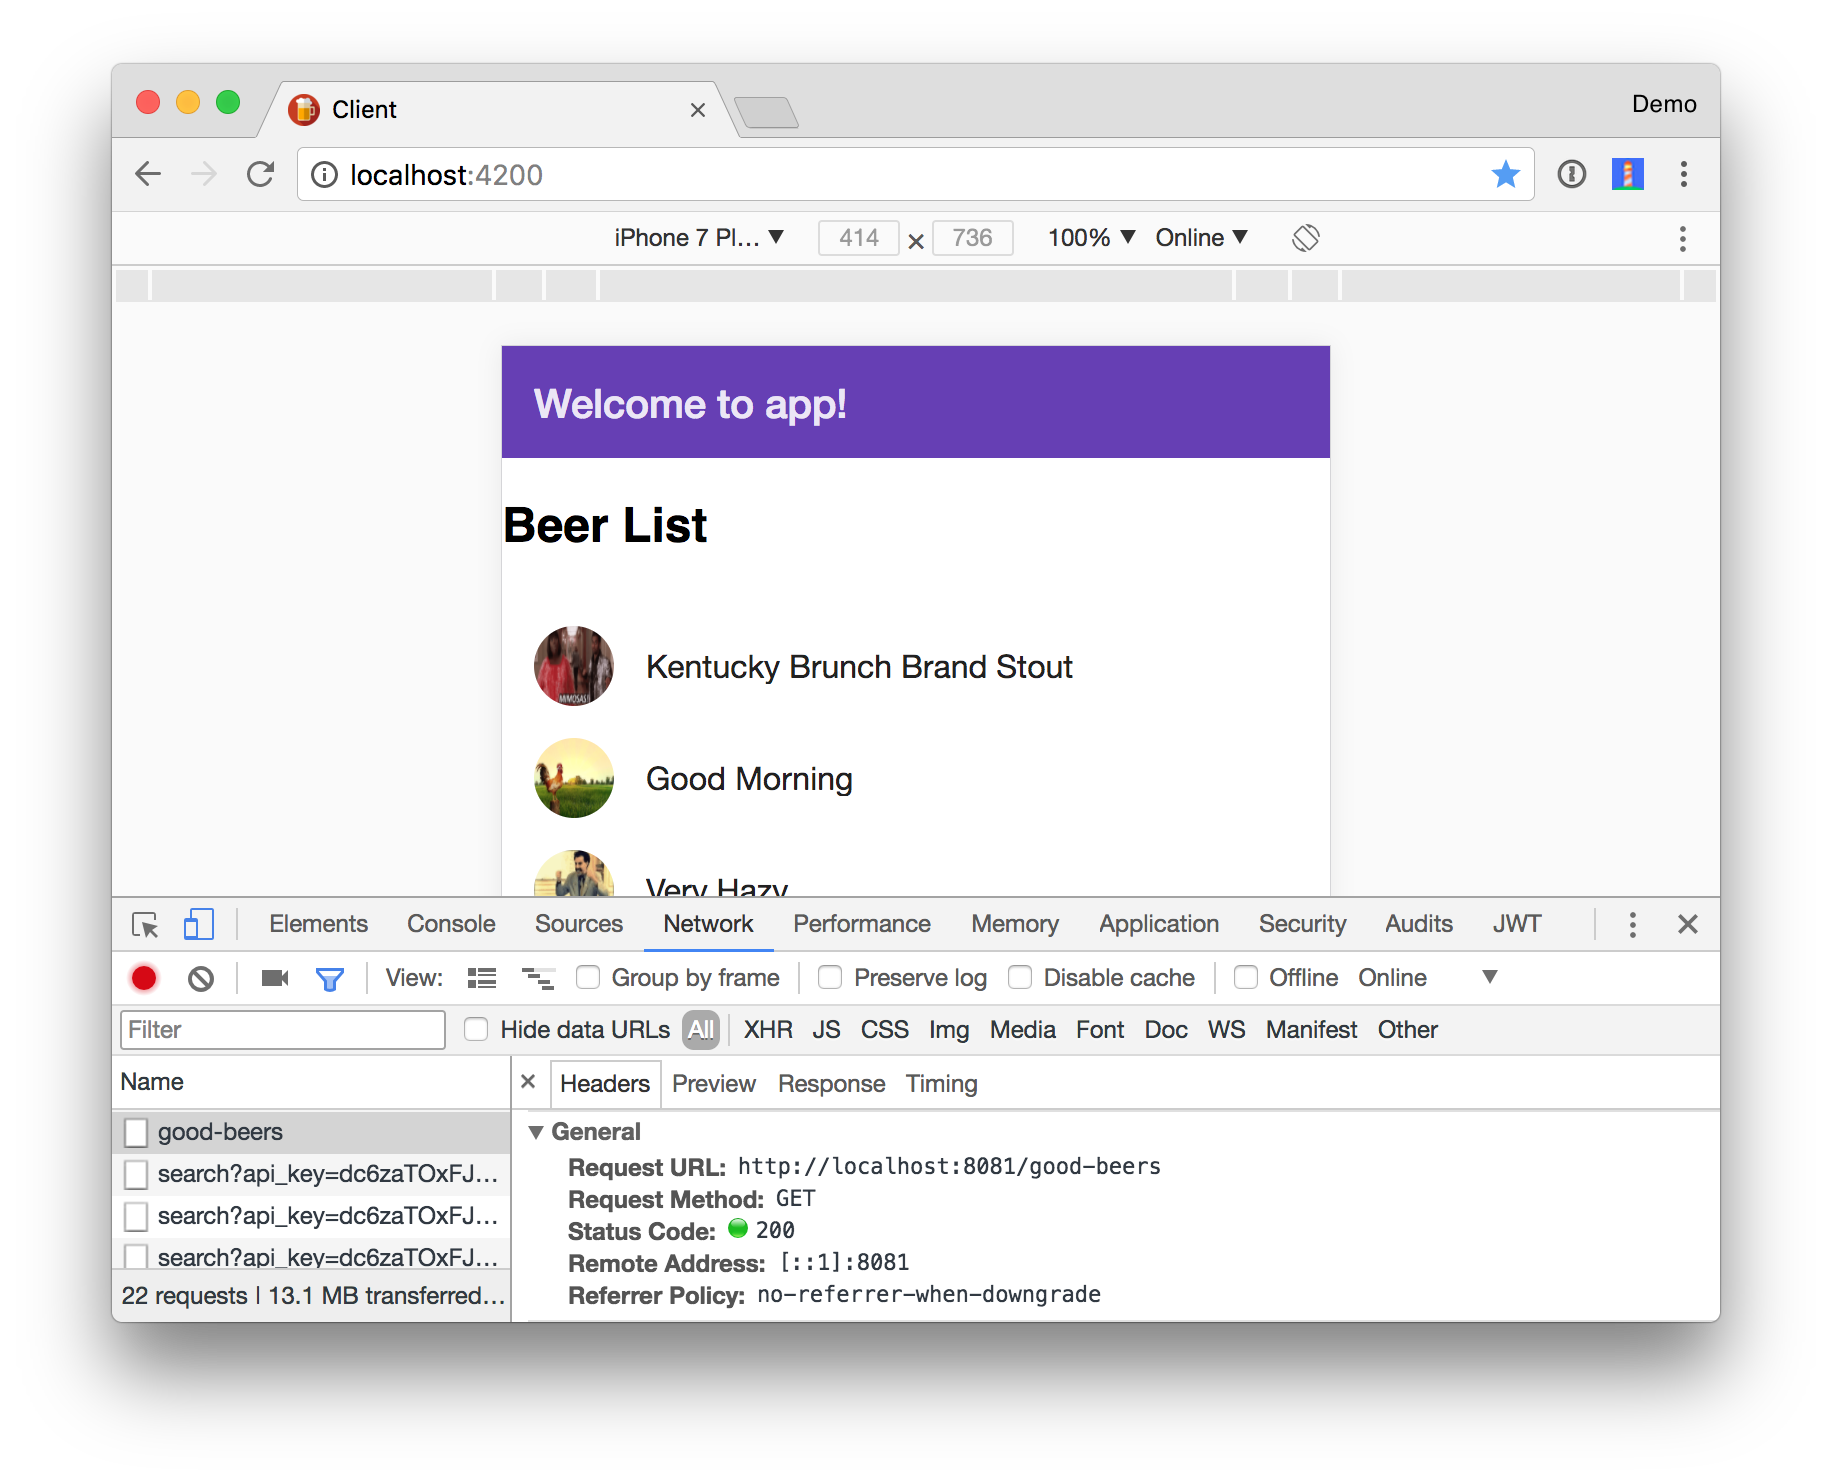 Client
Demo
localhost:4200
iPhone 7 Pl... 414 × 736 100% Online
Welcome to app!
Beer List
MIMOSAS
Kentucky Brunch Brand Stout
Good Morning
Very Hazy
Elements Console Sources Network Performance Memory Application Security Audits JWT
View: Group by frame Preserve log Disable cache Offline Online
Filter Hide data URLs All XHR JS CSS Img Media Font Doc WS Manifest Other
Name
Headers Preview Response Timing
good-beers
search?api_key=dc6zaTOxFJ...
search?api_key=dc6zaTOxFJ...
search?api_key=dc6zaTOxFJ...
22 requests | 13.1 MB transferred...
General
Request URL: http://localhost:8081/good-beers
Request Method: GET
Status Code: 200
Remote Address: [::1]:8081
Referrer Policy: no-referrer-when-downgrade